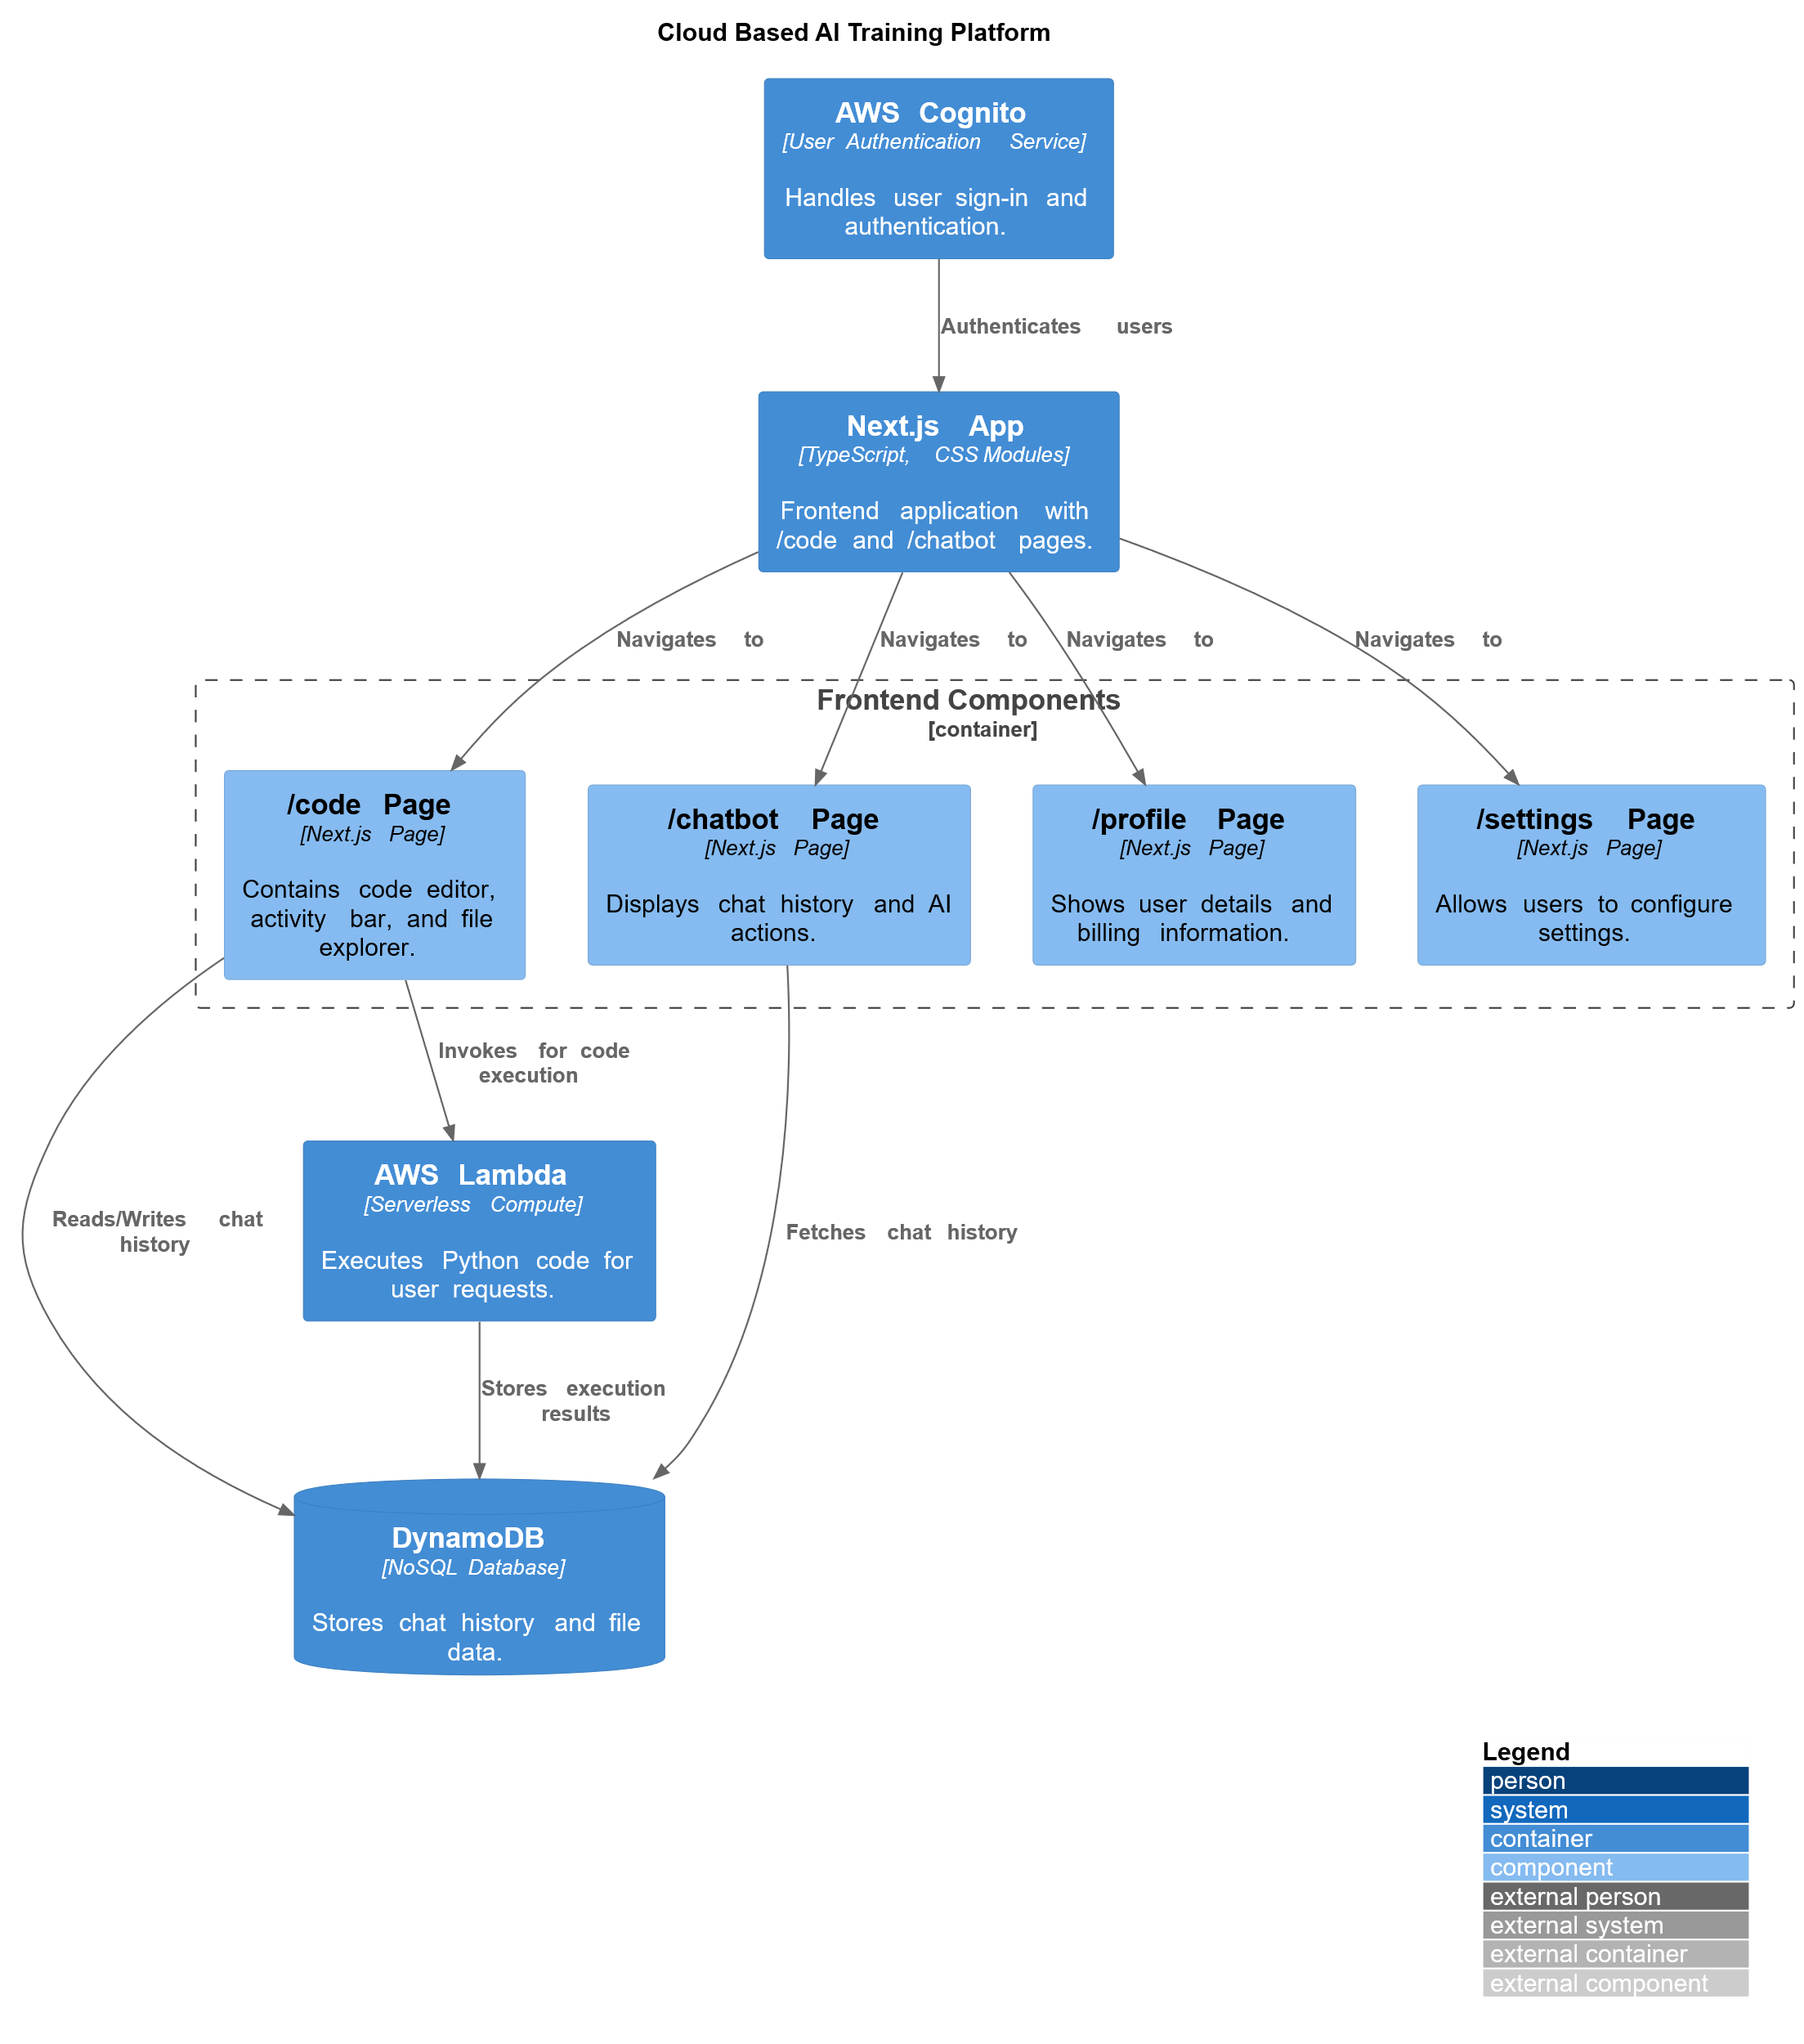 Cloud Based AI Training Platform
AWS Cognito
[User Authentication Service]
Handles user sign-in and
authentication.
Authenticates users
Next.js App
[TypeScript, CSS Modules]
Frontend application with
/code and /chatbot pages.
Navigates to
Navigates to
Navigates to
Navigates to
Frontend Components
[container]
/code Page
[Next.js Page]
Contains code editor,
activity bar, and file
explorer.
/chatbot Page
[Next.js Page]
Displays chat history and AI
actions.
/profile Page
[Next.js Page]
Shows user details and
billing information.
/settings Page
[Next.js Page]
Allows users to configure
settings.
Invokes for code
execution
AWS Lambda
[Serverless Compute]
Executes Python code for
user requests.
Reads/Writes chat
history
Fetches chat history
Stores execution
results
DynamoDB
[NoSQL Database]
Stores chat history and file
data.
Legend
person
system
container
component
external person
external system
external container
external component